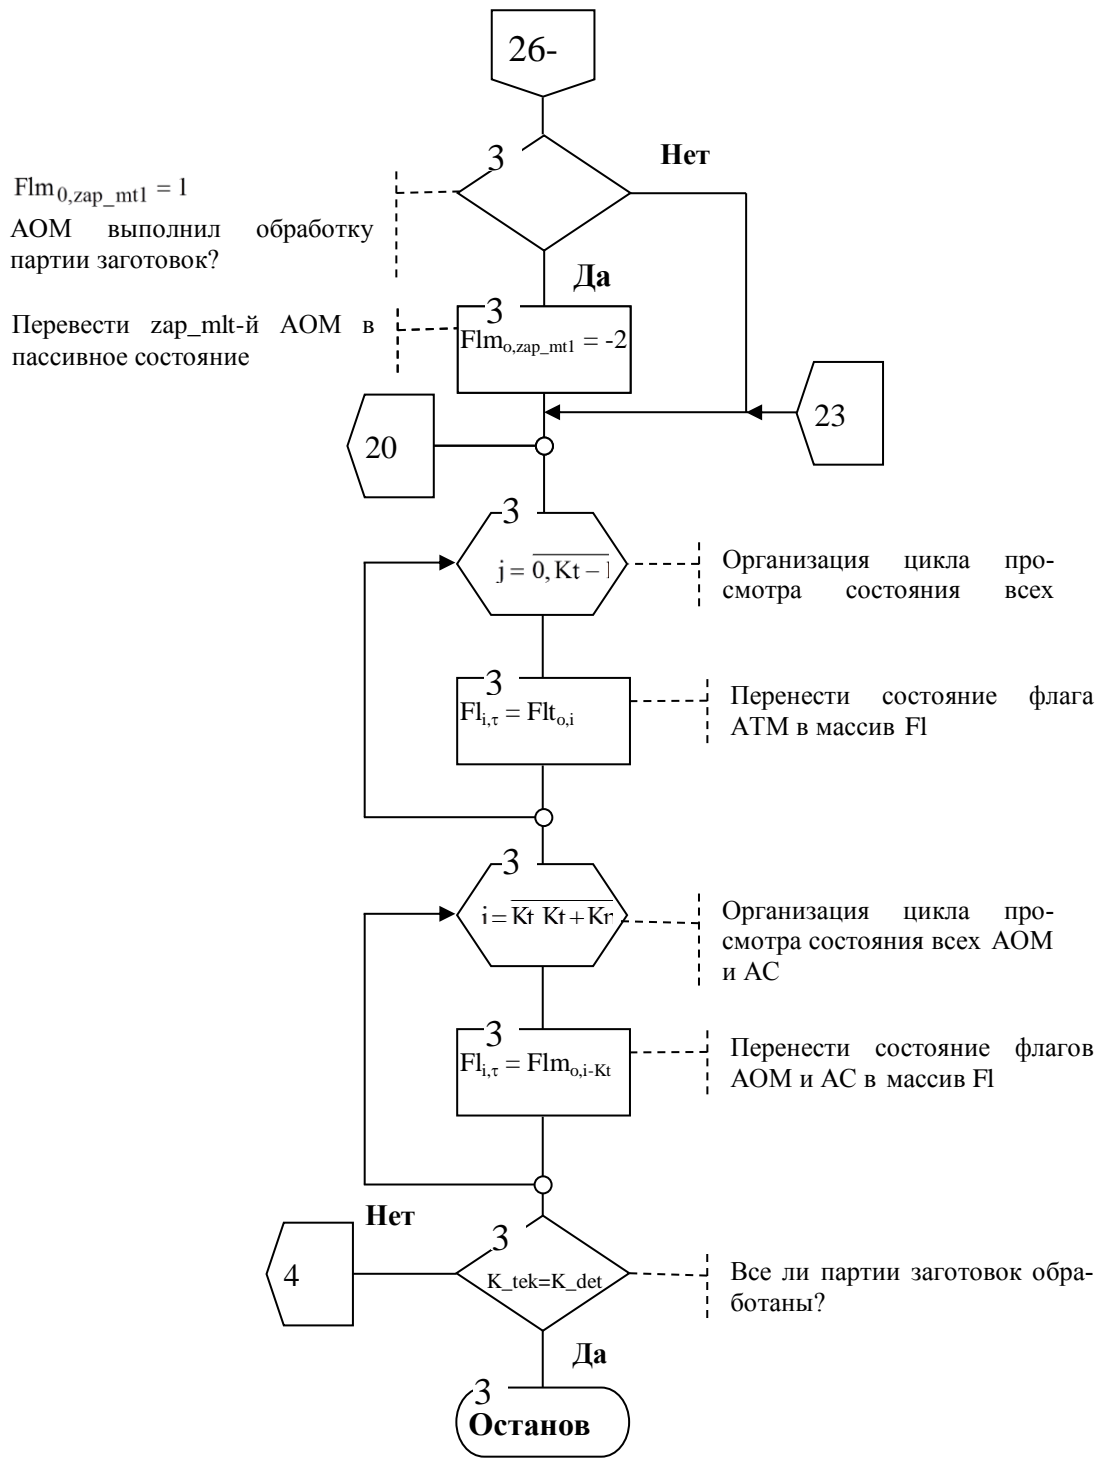 26-
3
Нет
Flm0,zap_mt1 = 1
АОМ выполнил обработку
партии заготовок?
Да
3
Flmo,zap_mt1 = -2
Перевести zap_mlt-й АОМ в
пассивное состояние
23
20
3
j = 0, Kt –
Организация цикла про-
смотра состояния всех
3
Fli,τ = Flto,i
Перенести состояние флага
АТМ в массив Fl
3
i = Kt Kt + K
Организация цикла про-
смотра состояния всех АОМ
и АС
3
Fli,τ = Flmo,i-Kt
Перенести состояние флагов
АОМ и АС в массив Fl
Нет
3
4
K_tek=K_det
Все ли партии заготовок обра-
ботаны?
Да
3
Останов